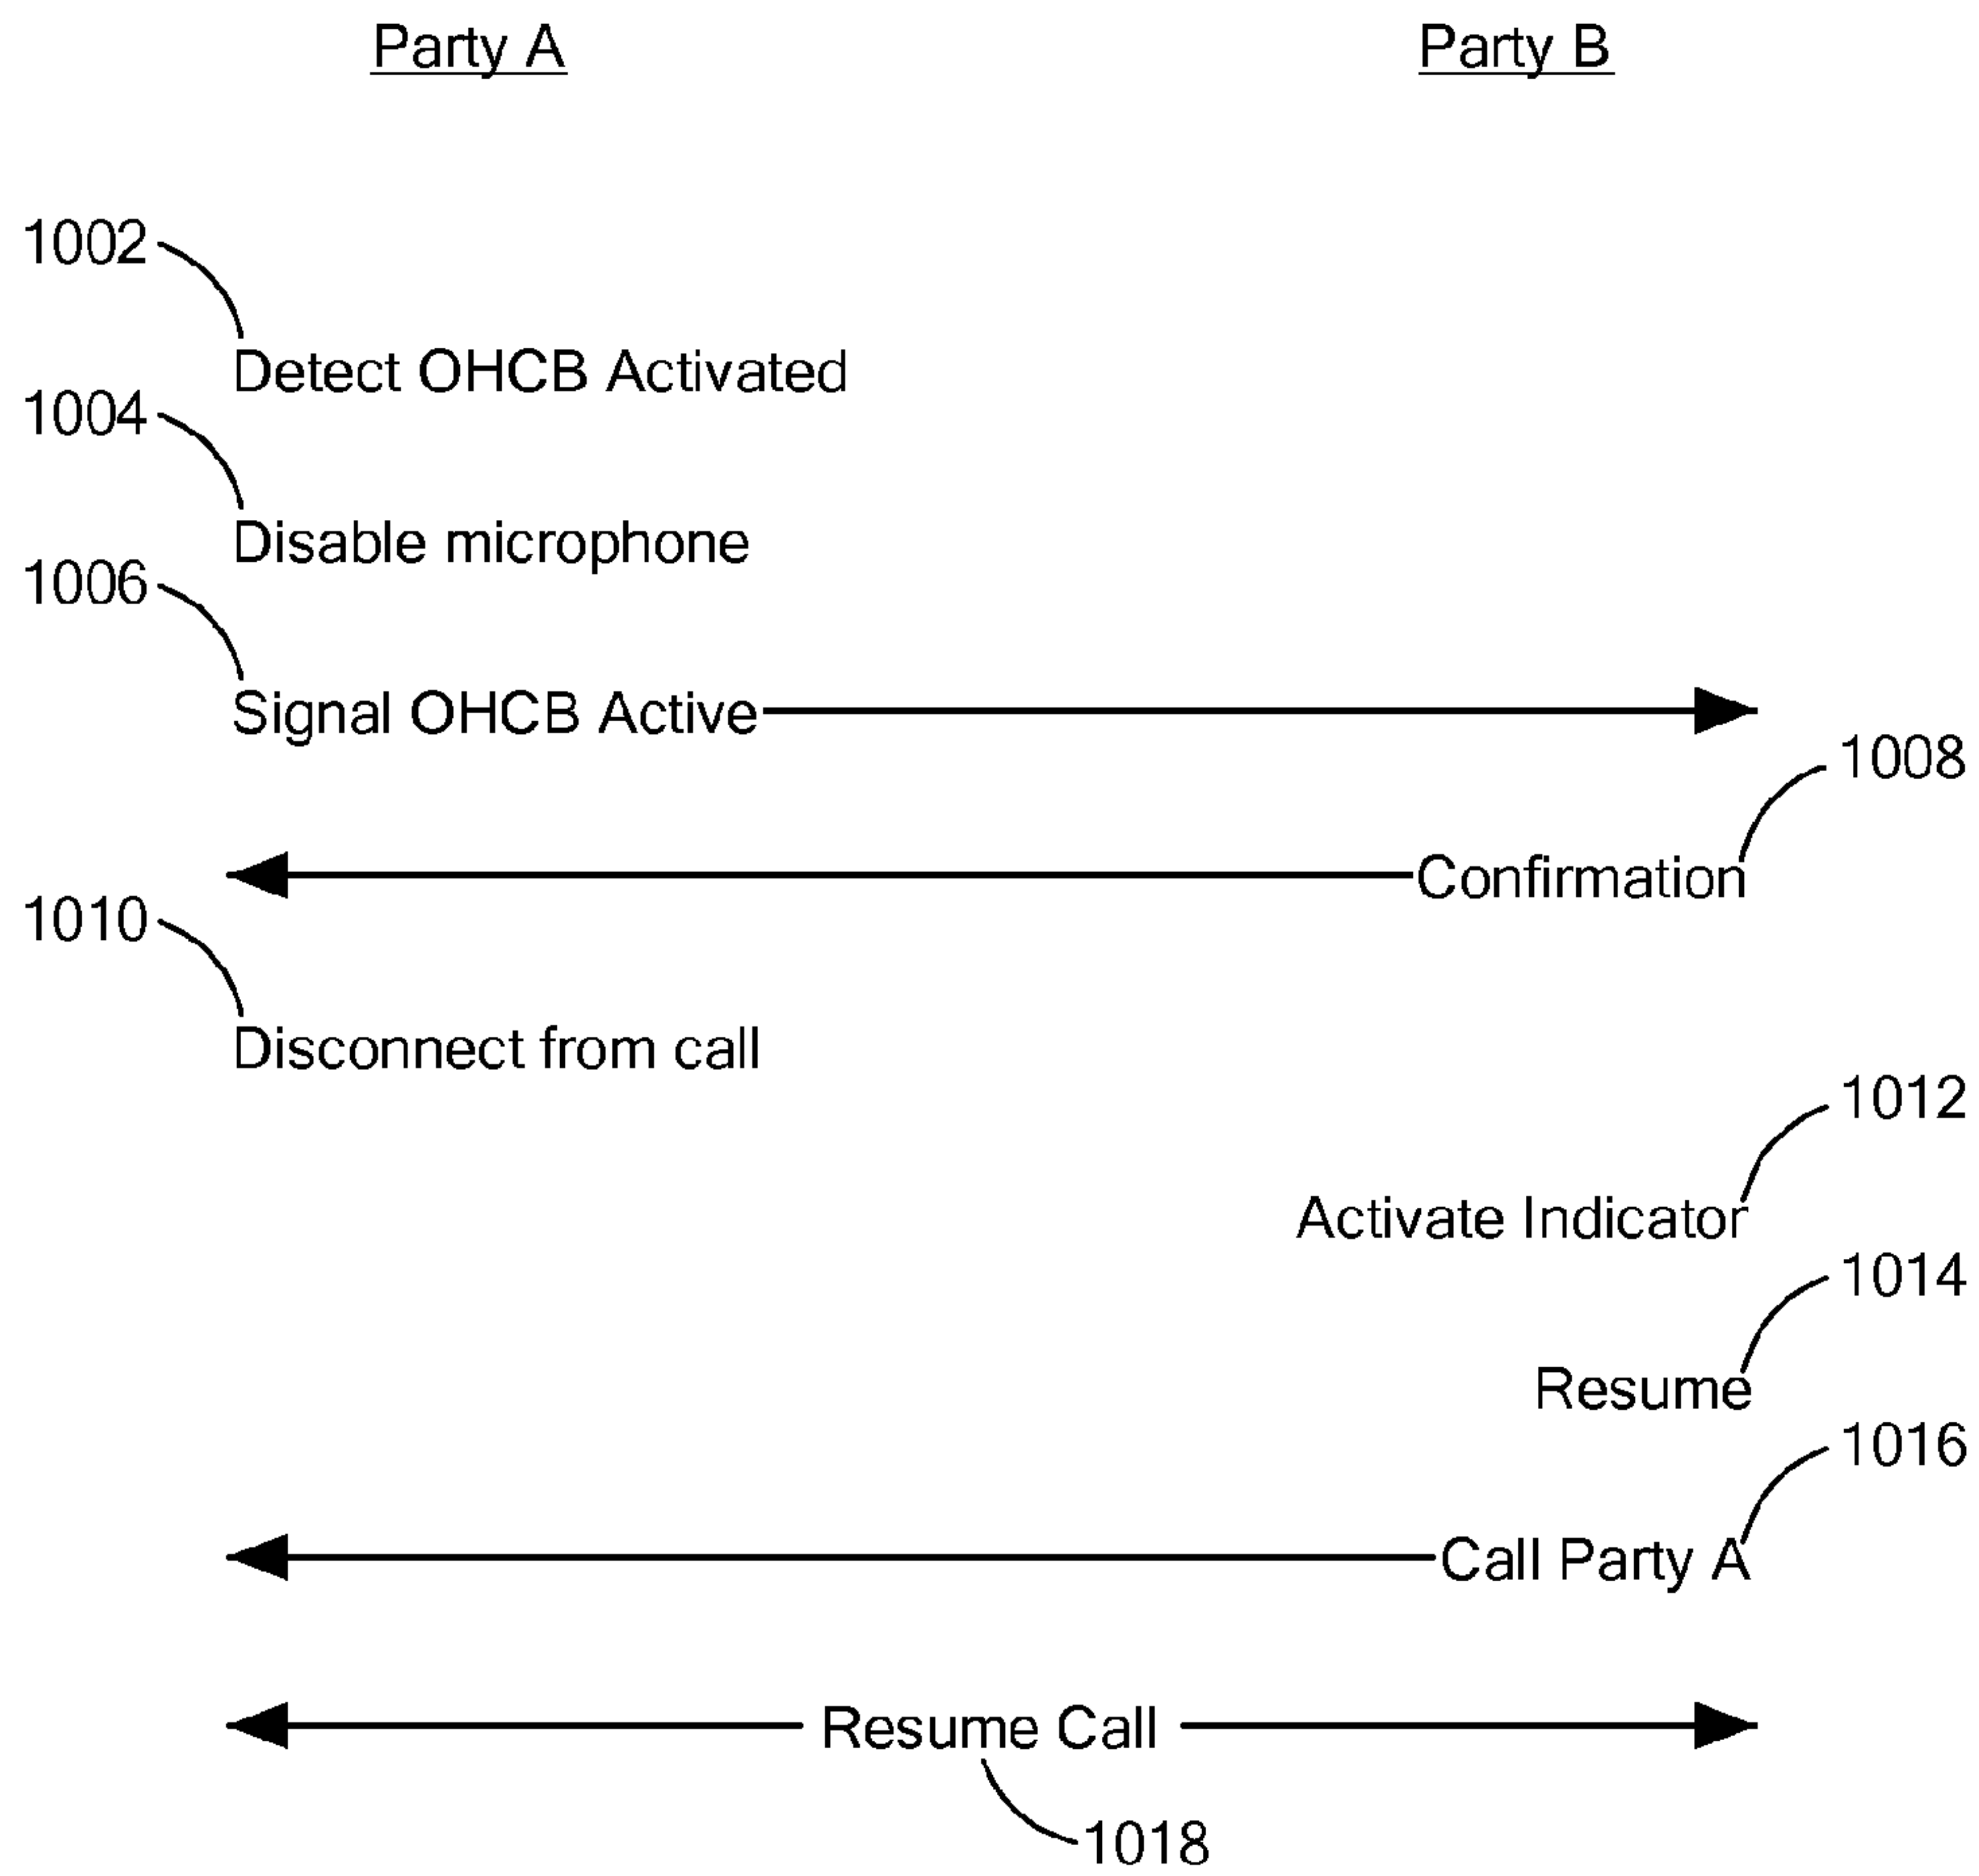 Party A
Party B
1002
Detect OHCB Activated
1004
Disable microphone
1006
Signal OHCB Active
1008
Confirmation
1010
Disconnect from call
1012
Activate Indicator
1014
Resume
1016
Call Party A
Resume Call
1018